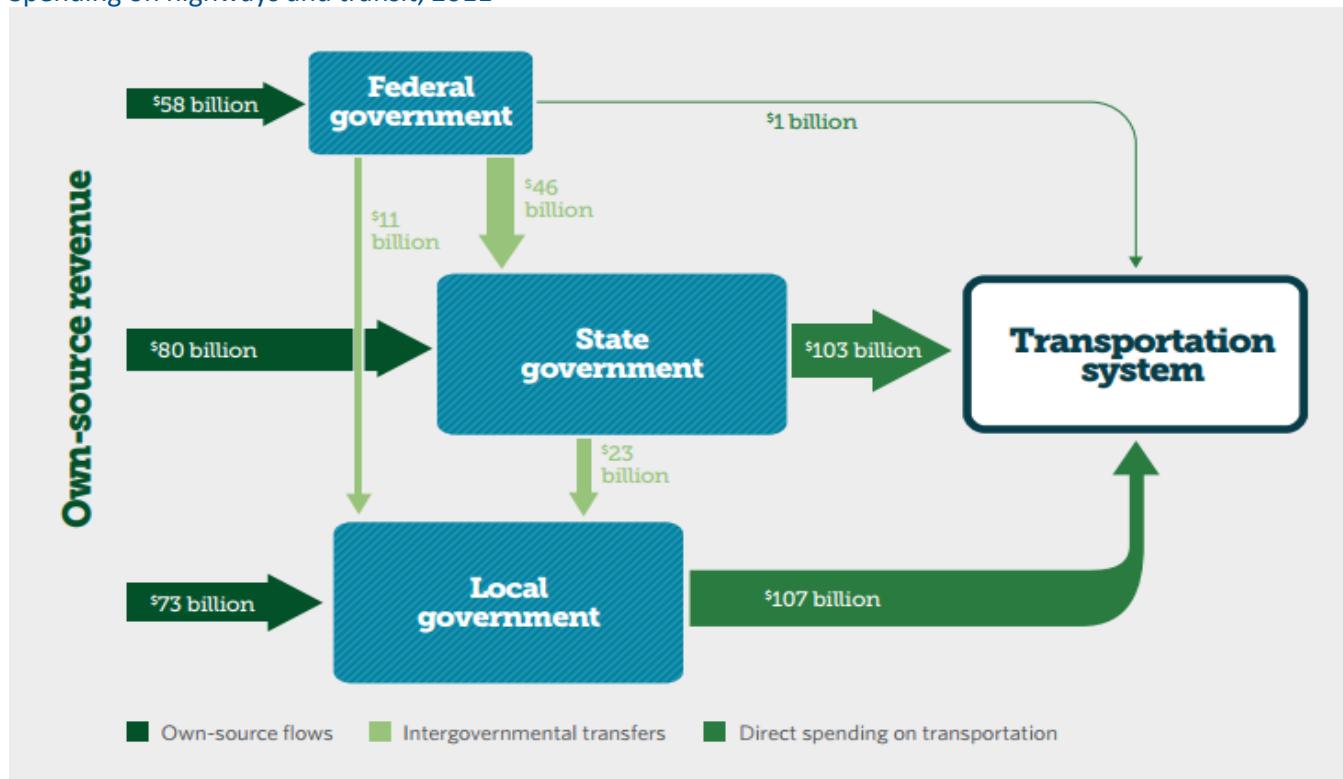 Federal
government
$58 billion
$1 billion
$46
billion
$11
billion
Own-source revenue
State
government
$80 billion
$103 billion
Transportation
system
$23
billion
Local
government
$73 billion
$107 billion
Own-source flows
Intergovernmental transfers
Direct spending on transportation